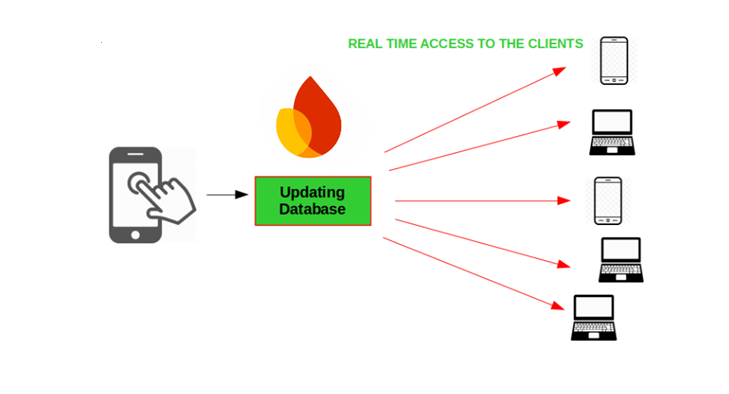 REAL TIME ACCESS TO THE CLIENTS
Updating
Database